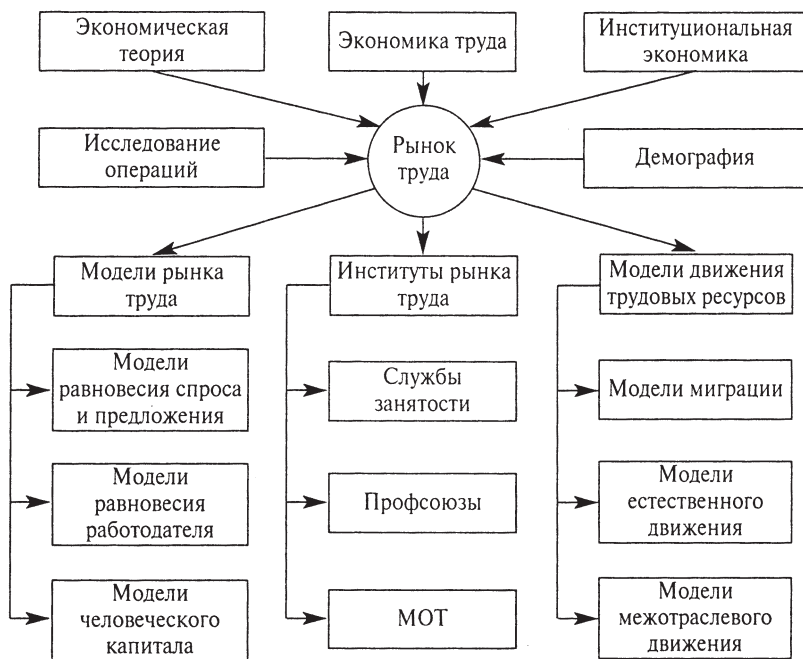 Экономическая
теория
Экономика труда
Институциональная
экономика
Исследование
операций
Рынок
труда
Демография
Модели рынка
труда
Институты рынка
труда
Модели движения
трудовых ресурсов
Модели
равновесия спроса
и предложения
Службы
занятости
Модели миграции
Модели
равновесия
работодателя
Профсоюзы
Модели
естественного
движения
Модели
человеческого
капитала
МОТ
Модели
межотраслевого
движения